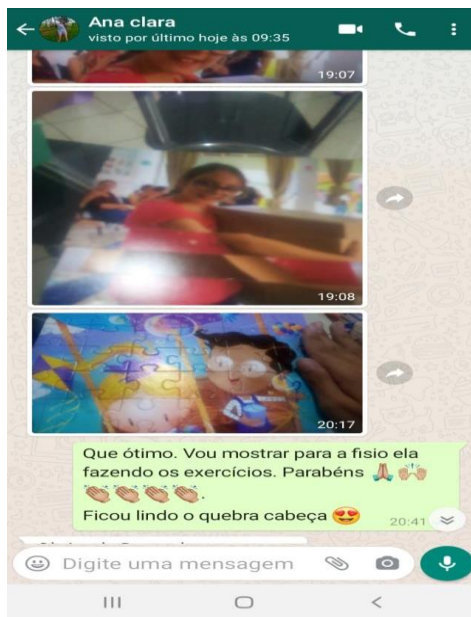 Ana clara
visto por último hoje às 09:35
19:07
19:08
20:17
Que ótimo. Vou mostrar para a fisio ela
fazendo os exercícios. Parabéns 🙏🏼🙌🏼
👏🏼👏🏼👏🏼👏🏼.
Ficou lindo o quebra cabeça 😍
20:41
Digite uma mensagem